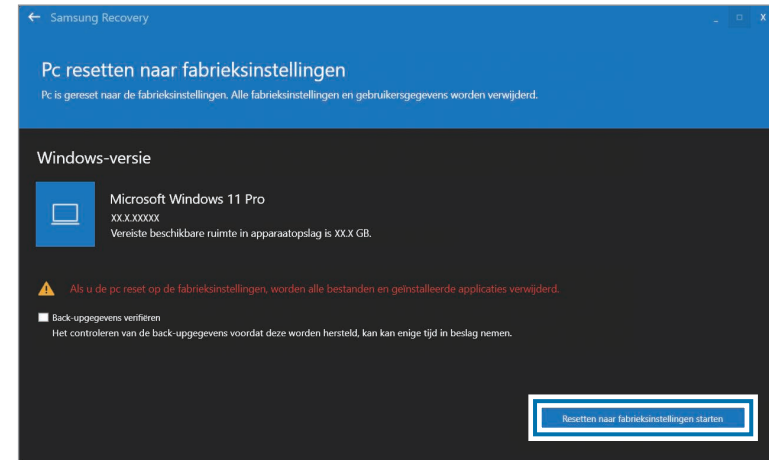 Samsung Recovery
Pc resetten naar fabrieksinstellingen
Pc is gereset naar de fabrieksinstellingen. Alle fabrieksinstellingen en gebruikersgegevens worden verwijderd.
Windows-versie
Microsoft Windows 11 Pro
XX.X.XXXXX
Vereiste beschikbare ruimte in apparaatopslag is XX.X GB.
Als u de pc reset op de fabrieksinstellingen, worden alle bestanden en geïnstalleerde applicaties verwijderd.
Back-upgegevens verifiëren
Het controleren van de back-upgegevens voordat deze worden hersteld, kan kan enige tijd in beslag nemen.
Resetten naar fabrieksinstellingen starten